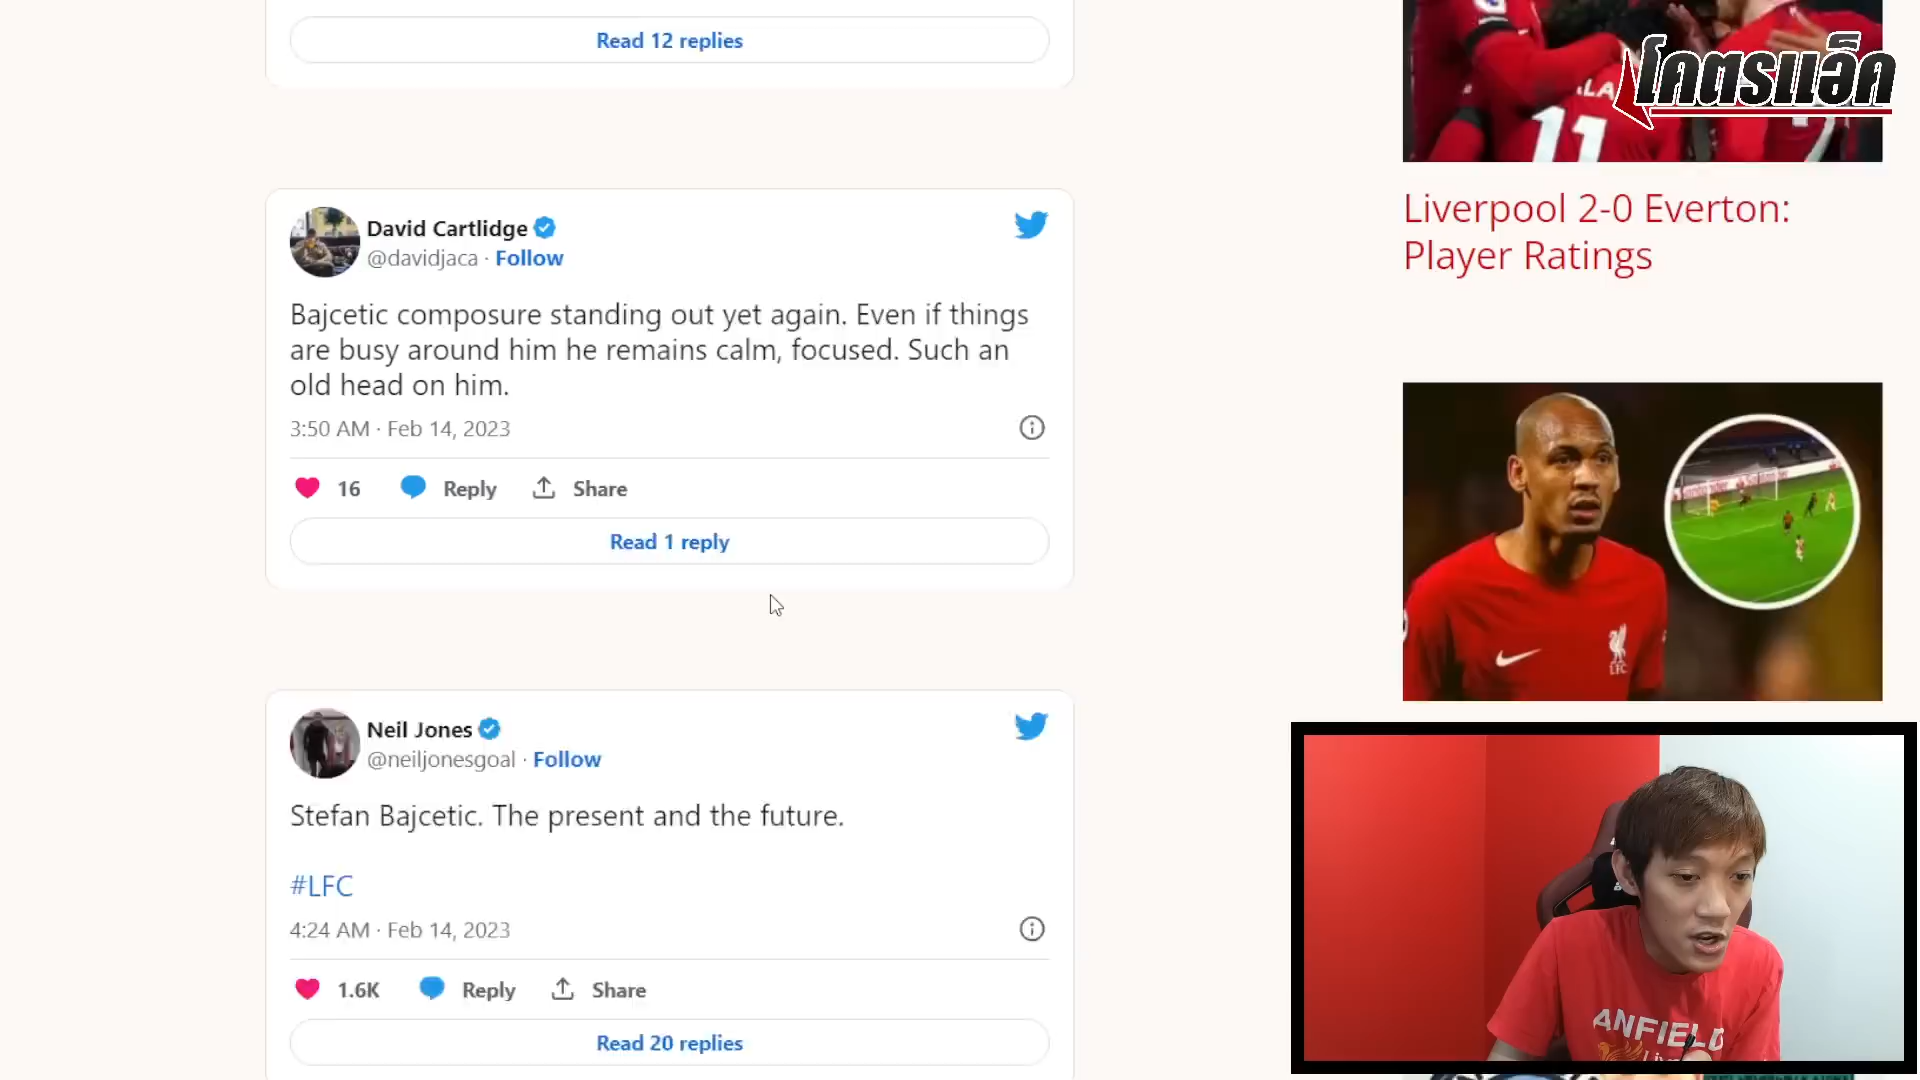 Read 12 replies
โคตรแอ็ค
11
Liverpool 2-0 Everton:
Player Ratings
David Cartlidge
@davidjaca · Follow
Bajcetic composure standing out yet again. Even if things
are busy around him he remains calm, focused. Such an
old head on him.
3:50 AM · Feb 14, 2023
16 Reply Share
Read 1 reply
LFC
Neil Jones
@neiljonesgoal · Follow
Stefan Bajcetic. The present and the future.
#LFC
4:24 AM · Feb 14, 2023
1.6K Reply Share
Read 20 replies
ANFIELD